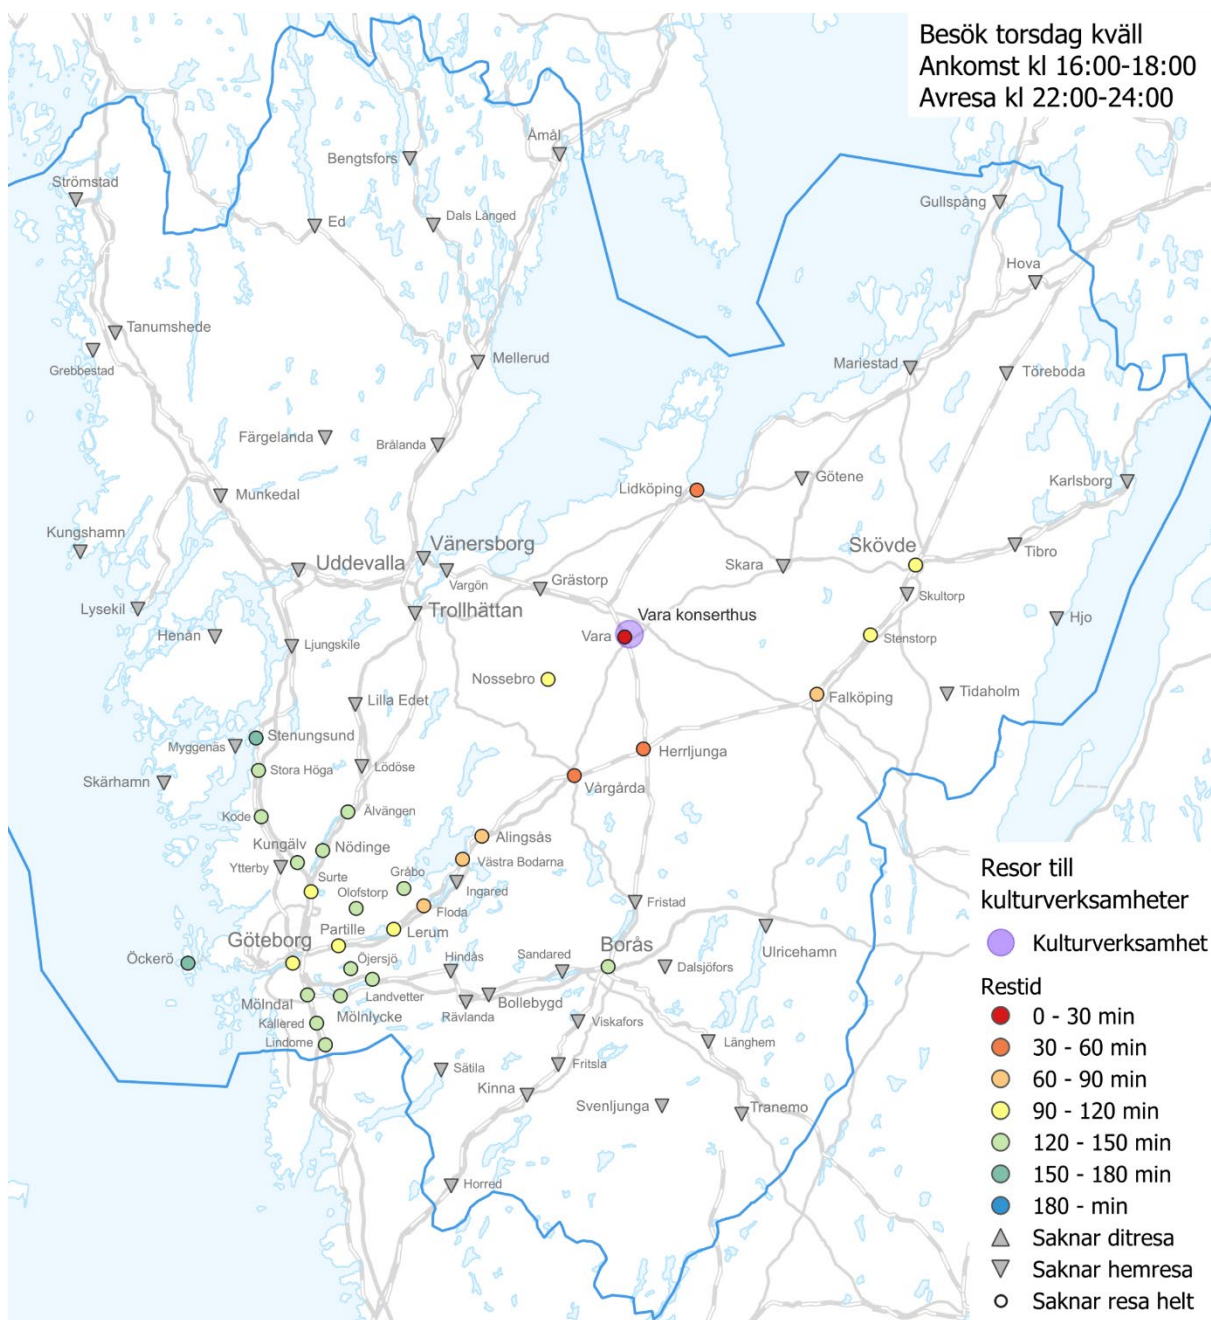 Besök torsdag kväll
Ankomst kl 16:00-18:00
Avresa kl 22:00-24:00
Åmål
Bengtsfors
Strömstad
Gullspång
Dals Långed
Ed
Hova
Tanumshede
Mellerud
Mariestad
Töreboda
Grebbestad
Färgelanda
Brålanda
Götene
Karlsborg
Lidköping
Munkedal
Kungshamn
Vänersborg
Skövde
Tibro
Uddevalla
Skara
Vargön
Grästorp
Skultorp
Lysekil
Trollhättan
Vara konserthus
Hjo
Henån
Vara
Stenstorp
Ljungskile
Nossebro
Tidaholm
Falköping
Lilla Edet
Stenungsund
Myggenäs
Herrljunga
Lödöse
Stora Höga
Skärhamn
Vårgårda
Kode
Älvängen
Alingsås
Kungälv
Nödinge
Västra Bodarna
Ytterby
Gråbo
Surte
Ingared
Olofstorp
Fristad
Floda
Partille
Lerum
Göteborg
Borås
Ulricehamn
Öckerö
Öjersjö
Hindås
Sandared
Dalsjöfors
Mölndal
Landvetter
Bollebygd
Mölnlycke
Rävlanda
Kållered
Viskafors
Lindome
Länghem
Sätila
Fritsla
Kinna
Svenljunga
Tranemo
Horred
Resor till
kulturverksamheter
Kulturverksamhet
Restid
0 - 30 min
30 - 60 min
60 - 90 min
90 - 120 min
120 - 150 min
150 - 180 min
180 - min
Saknar ditresa
Saknar hemresa
Saknar resa helt